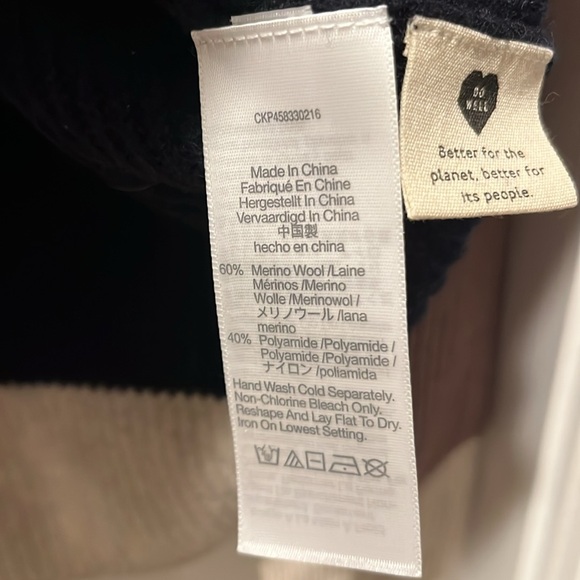 CKP458330216
Made In China
Fabriqué En Chine
Hergestellt In China
Vervaardigd In China
中国製
hecho en china
60% Merino Wool /Laine
Mérinos /Merino
Wolle /Merinowol /
メリノウール /lana
merino
40% Polyamide /Polyamide /
Polyamide /Polyamide /
ナイロン /poliamida
Hand Wash Cold Separately.
Non-Chlorine Bleach Only.
Reshape And Lay Flat To Dry.
Iron On Lowest Setting.
DO
WELL
Better for the
planet, better for
its people.